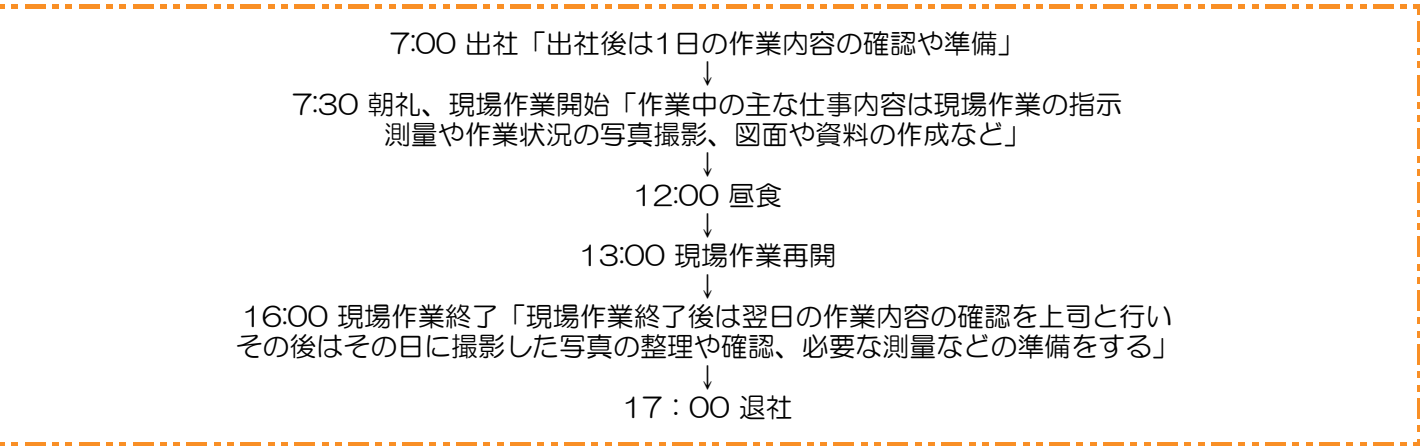 7:00 出社「出社後は1日の作業内容の確認や準備」
↓
7:30 朝礼、現場作業開始「作業中の主な仕事内容は現場作業の指示
測量や作業状況の写真撮影、図面や資料の作成など」
↓
12:00 昼食
↓
13:00 現場作業再開
↓
16:00 現場作業終了「現場作業終了後は翌日の作業内容の確認を上司と行い
その後はその日に撮影した写真の整理や確認、必要な測量などの準備をする」
↓
17：00 退社